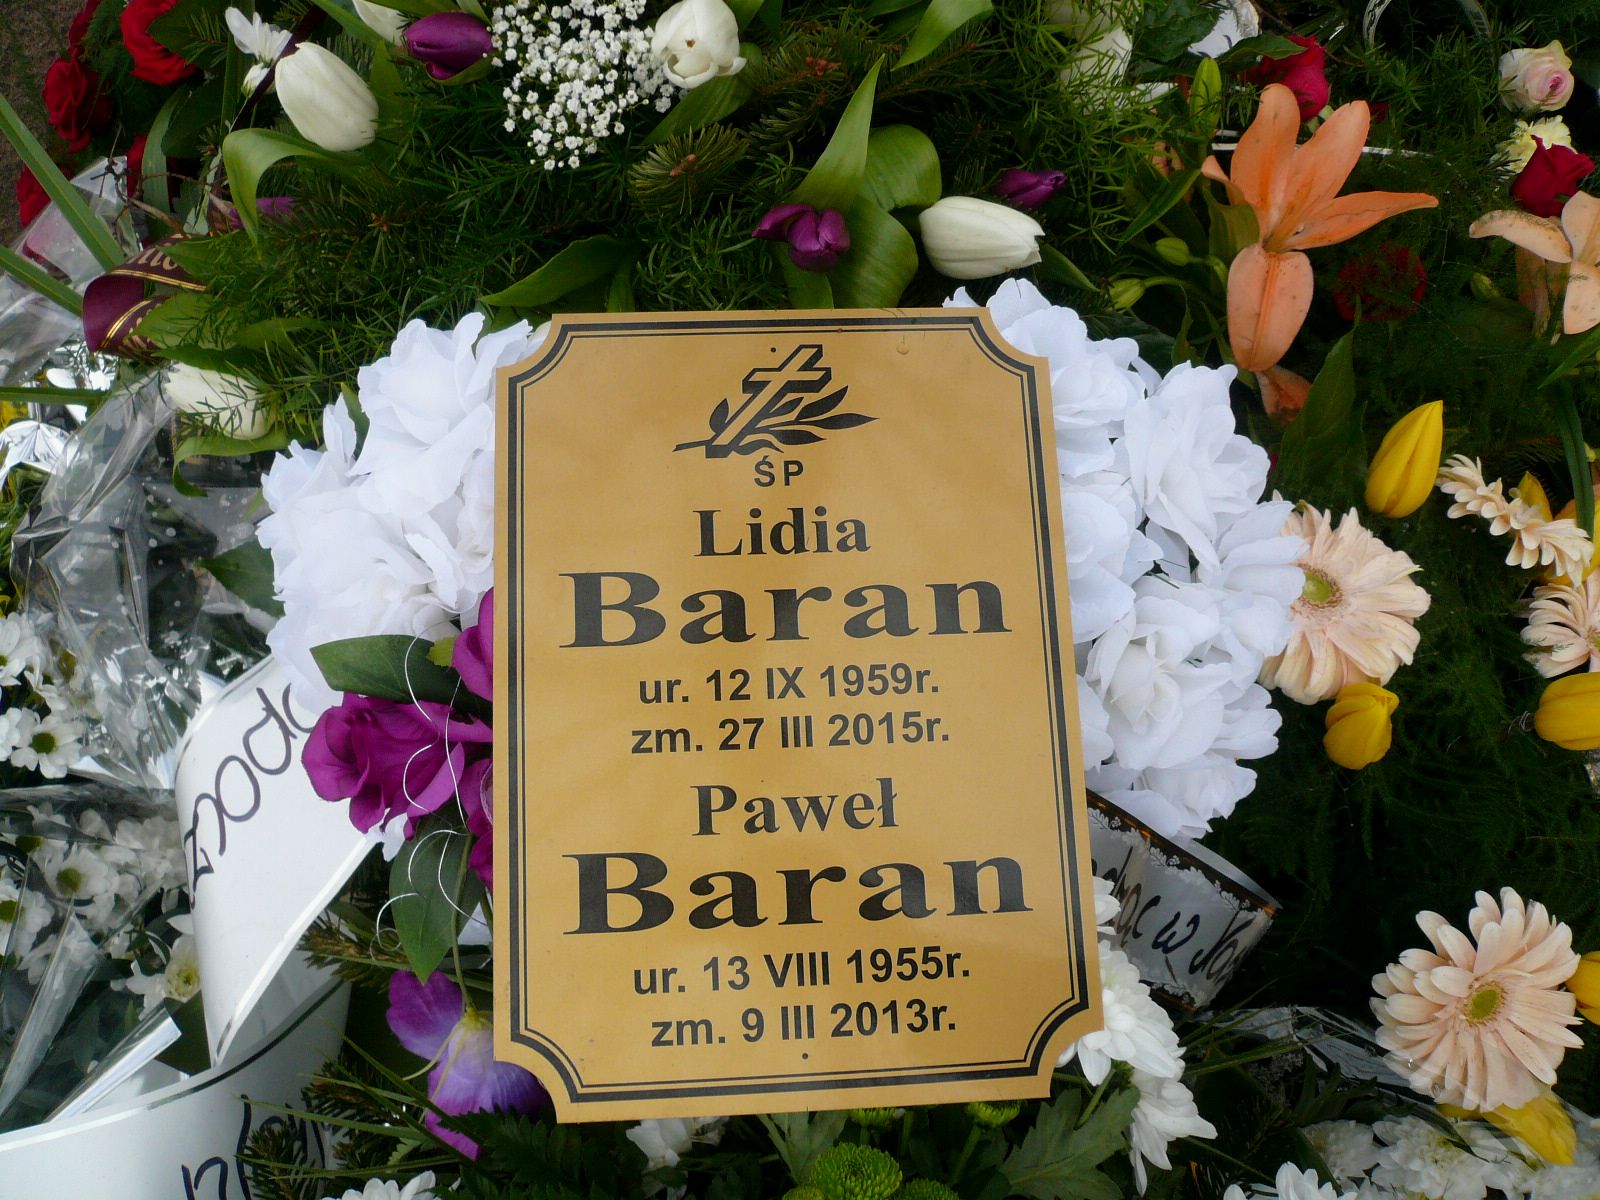 ŚP
Lidia
Baran
ur. 12 IX 1959r.
zm. 27 III 2015r.
Paweł
Baran
ur. 13 VIII 1955r.
zm. 9 III 2013r.
w